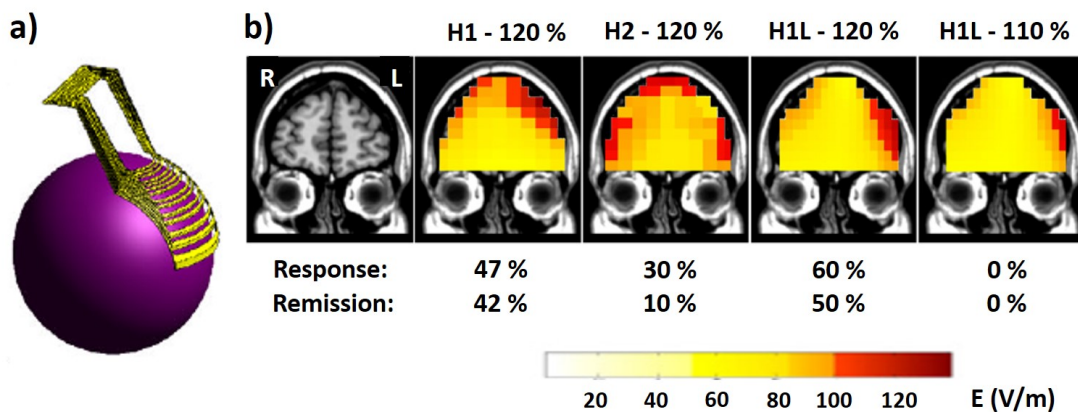 a)
b)
H1 - 120 %
H2 - 120 %
H1L - 120 %
H1L - 110 %
R
L
Response: 47 % 30 % 60 % 0 %
Remission: 42 % 10 % 50 % 0 %
20 40 60 80 100 120 E (V/m)